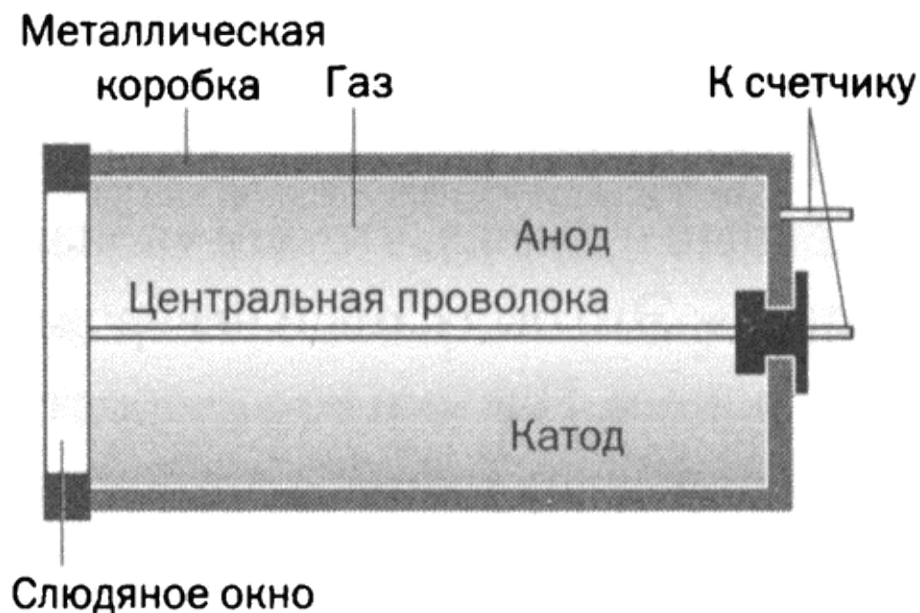 Металлическая
коробка
Газ
К счетчику
Анод
Центральная проволока
Катод
Слюдяное окно